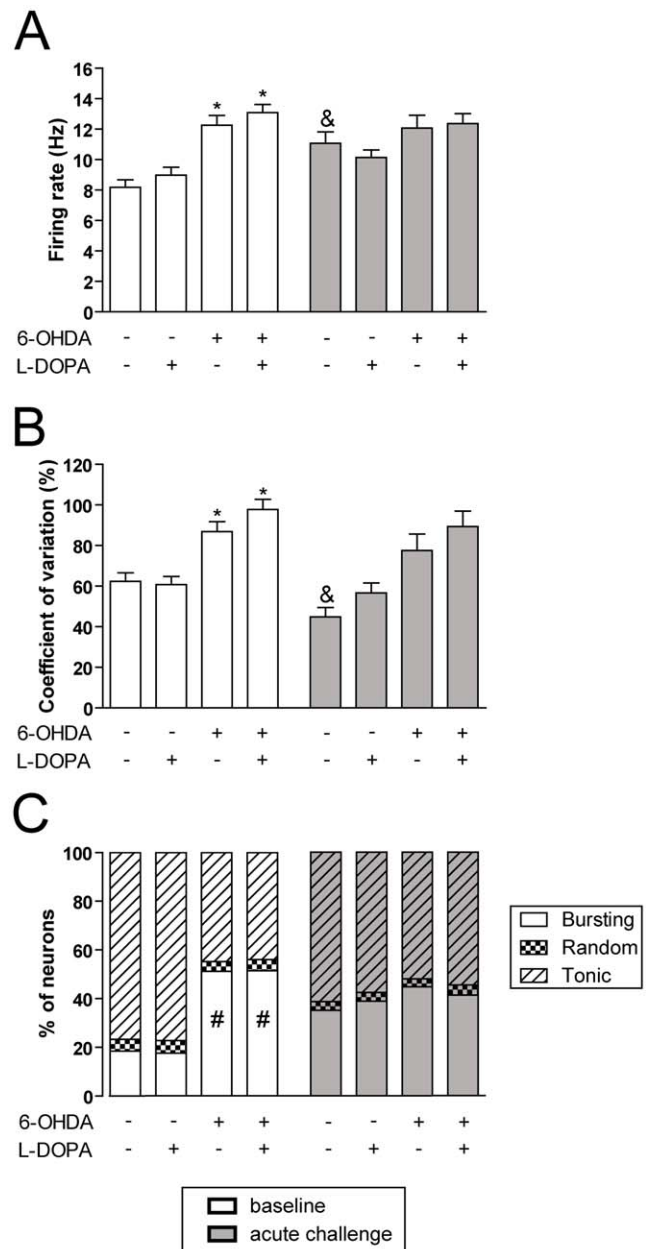 A
Firing rate (Hz)
16
14
12
10
8
6
4
2
0
* * &
6-OHDA - - + + - - + +
L-DOPA - + - + - + - +
B
Coefficient of variation (%)
120
100
80
60
40
20
0
* * &
6-OHDA - - + + - - + +
L-DOPA - + - + - + - +
C
% of neurons
100
80
60
40
20
0
# #
Bursting
Random
Tonic
6-OHDA - - + + - - + +
L-DOPA - + - + - + - +
baseline
acute challenge